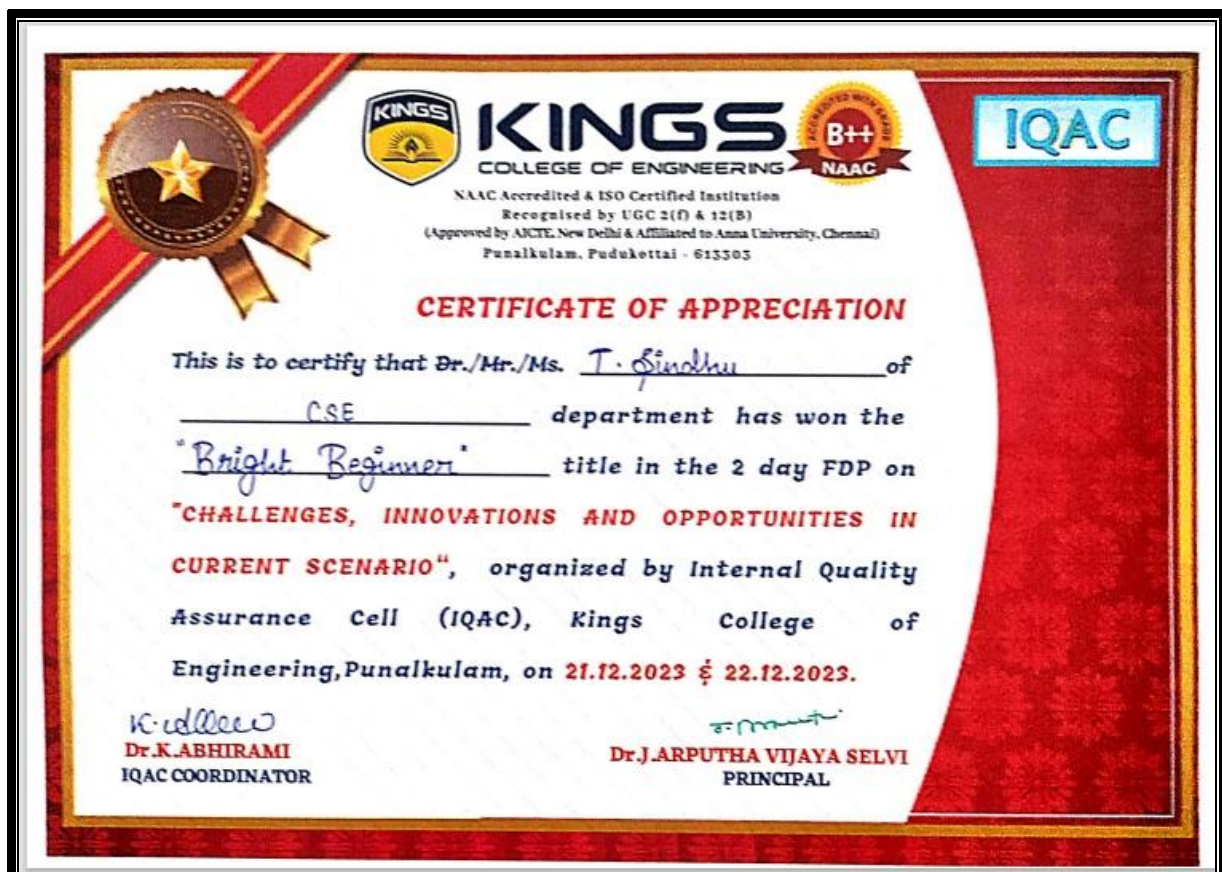 KINGS
KINGS
COLLEGE OF ENGINEERING
ACCREDITED WITH GRADE
B++
NAAC
IQAC
NAAC Accredited & ISO Certified Institution
Recognised by UGC 2(f) & 12(B)
(Approved by AICTE, New Delhi & Affiliated to Anna University, Chennai)
Punalkulam, Pudukottai - 613303
CERTIFICATE OF APPRECIATION
This is to certify that Dr./Mr./Ms. T. Sindhu of
CSE department has won the
"Bright Beginner" title in the 2 day FDP on
"CHALLENGES, INNOVATIONS AND OPPORTUNITIES IN
CURRENT SCENARIO", organized by Internal Quality
Assurance Cell (IQAC), Kings College of
Engineering,Punalkulam, on 21.12.2023 & 22.12.2023.
Dr.K.ABHIRAMI
IQAC COORDINATOR
Dr.J.ARPUTHA VIJAYA SELVI
PRINCIPAL